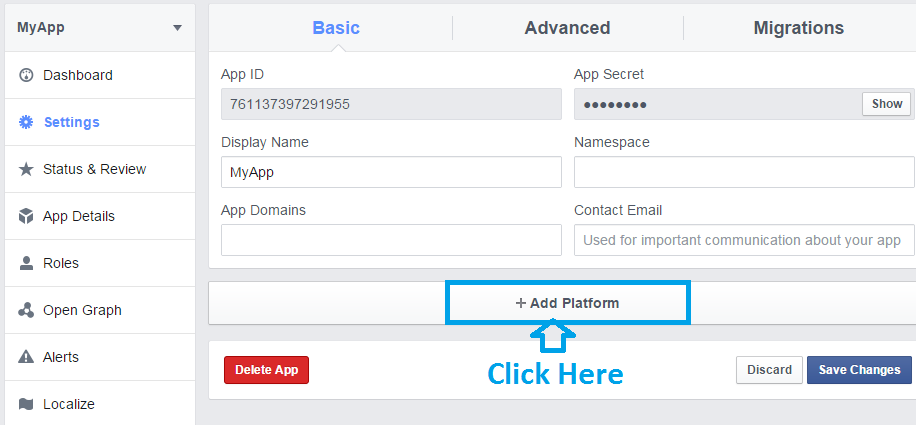 MyApp
Dashboard
Settings
Status & Review
App Details
Roles
Open Graph
Alerts
Localize
Basic
Advanced
Migrations
App ID
App Secret
761137397291955
●●●●●●●●
Show
Display Name
Namespace
MyApp
App Domains
Contact Email
Used for important communication about your app
+ Add Platform
Click Here
Delete App
Discard
Save Changes